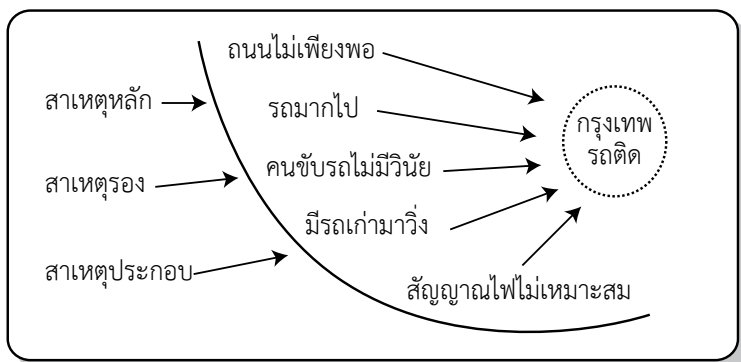 ถนนไม่เพียงพอ
สาเหตุหลัก
รถมากไป
กรุงเทพ
รถติด
คนขับรถไม่มีวินัย
สาเหตุรอง
มีรถเก่ามาวิ่ง
สาเหตุประกอบ
สัญญาณไฟไม่เหมาะสม